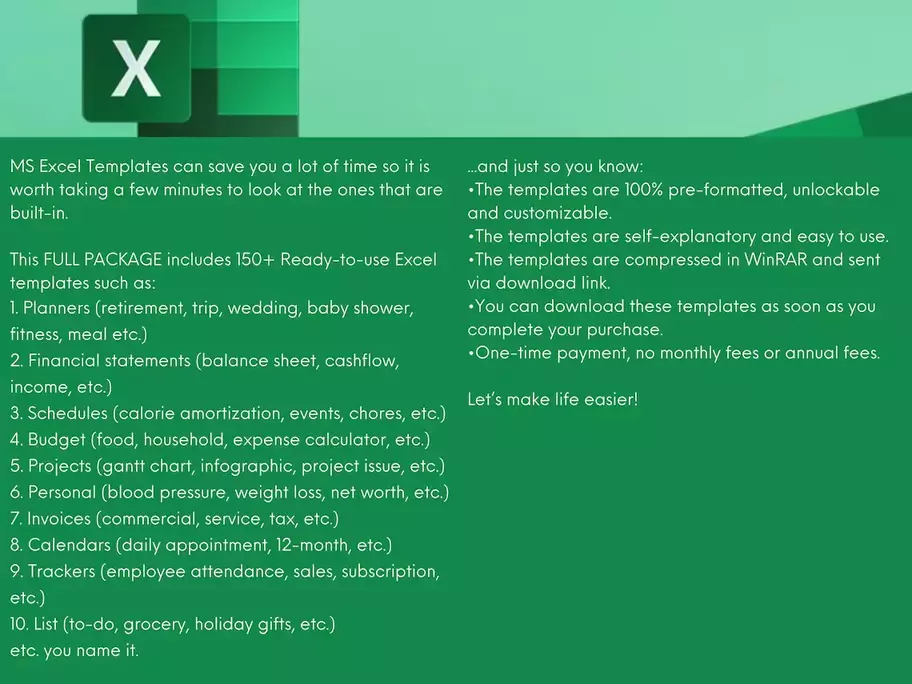 X
MS Excel Templates can save you a lot of time so it is
worth taking a few minutes to look at the ones that are
built-in.
This FULL PACKAGE includes 150+ Ready-to-use Excel
templates such as:
1. Planners (retirement, trip, wedding, baby shower,
fitness, meal etc.)
2. Financial statements (balance sheet, cashflow,
income, etc.)
3. Schedules (calorie amortization, events, chores, etc.)
4. Budget (food, household, expense calculator, etc.)
5. Projects (gantt chart, infographic, project issue, etc.)
6. Personal (blood pressure, weight loss, net worth, etc.)
7. Invoices (commercial, service, tax, etc.)
8. Calendars (daily appointment, 12-month, etc.)
9. Trackers (employee attendance, sales, subscription,
etc.)
10. List (to-do, grocery, holiday gifts, etc.)
etc. you name it.
...and just so you know:
•The templates are 100% pre-formatted, unlockable
and customizable.
•The templates are self-explanatory and easy to use.
•The templates are compressed in WinRAR and sent
via download link.
•You can download these templates as soon as you
complete your purchase.
•One-time payment, no monthly fees or annual fees.
Let's make life easier!